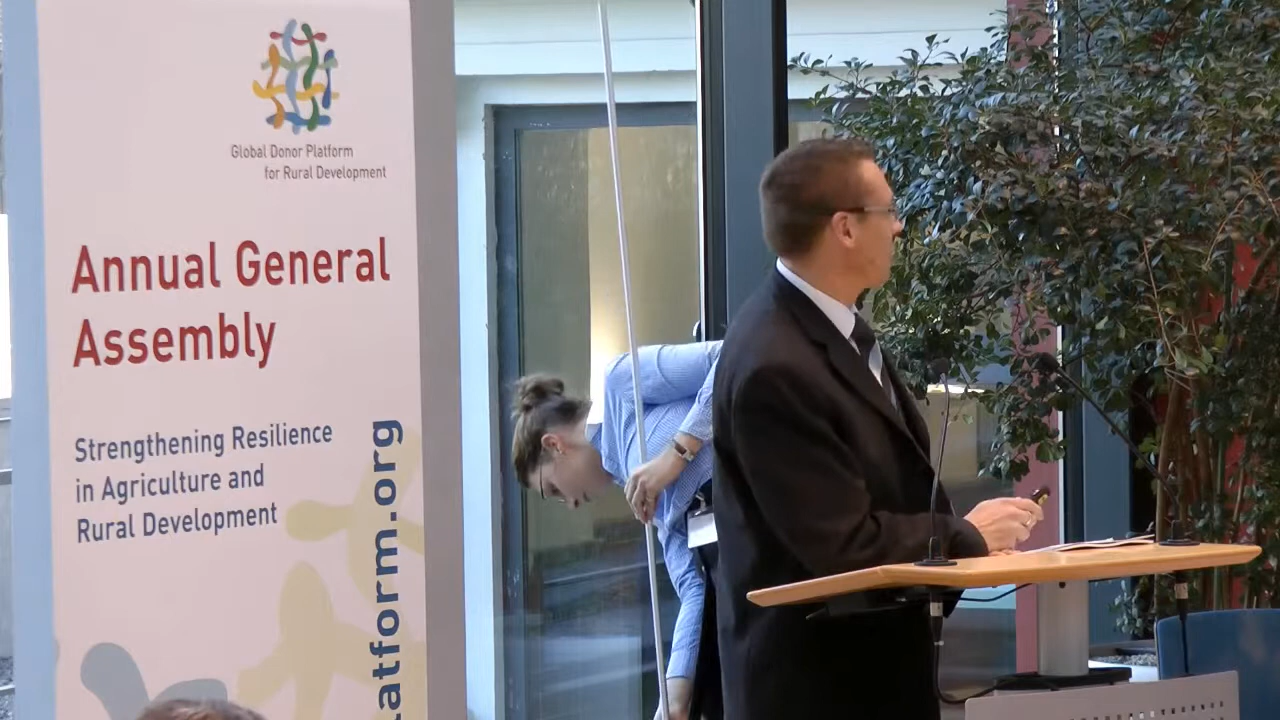 Global Donor Platform
for Rural Development
Annual General
Assembly
Strengthening Resilience
in Agriculture and
Rural Development
atform.org